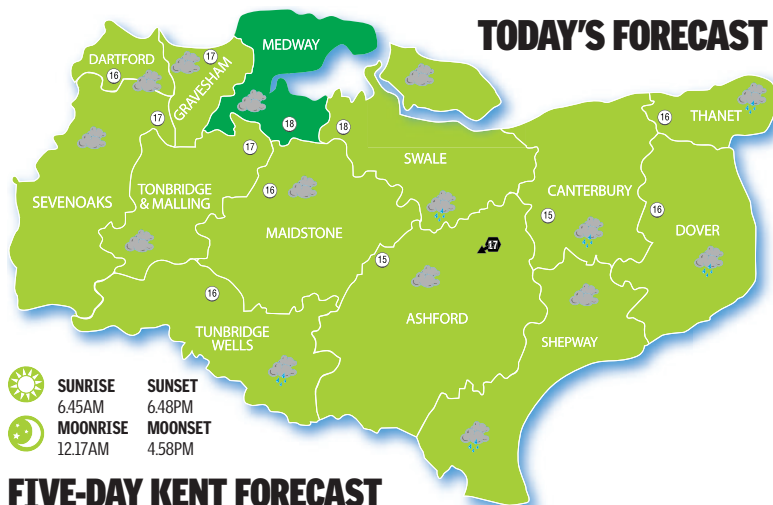 TODAY'S FORECAST
MEDWAY
DARTFORD
17
16
GRAVESHAM
17
18
18
17
THANET
16
SWALE
CANTERBURY
TONBRIDGE
& MALLING
16
SEVENOAKS
MAIDSTONE
15
16
DOVER
17
15
16
ASHFORD
TUNBRIDGE
WELLS
SHEPWAY
SUNRISE SUNSET
6.45AM 6.48PM
MOONRISE MOONSET
12.17AM 4.58PM
FIVE-DAY KENT FORECAST